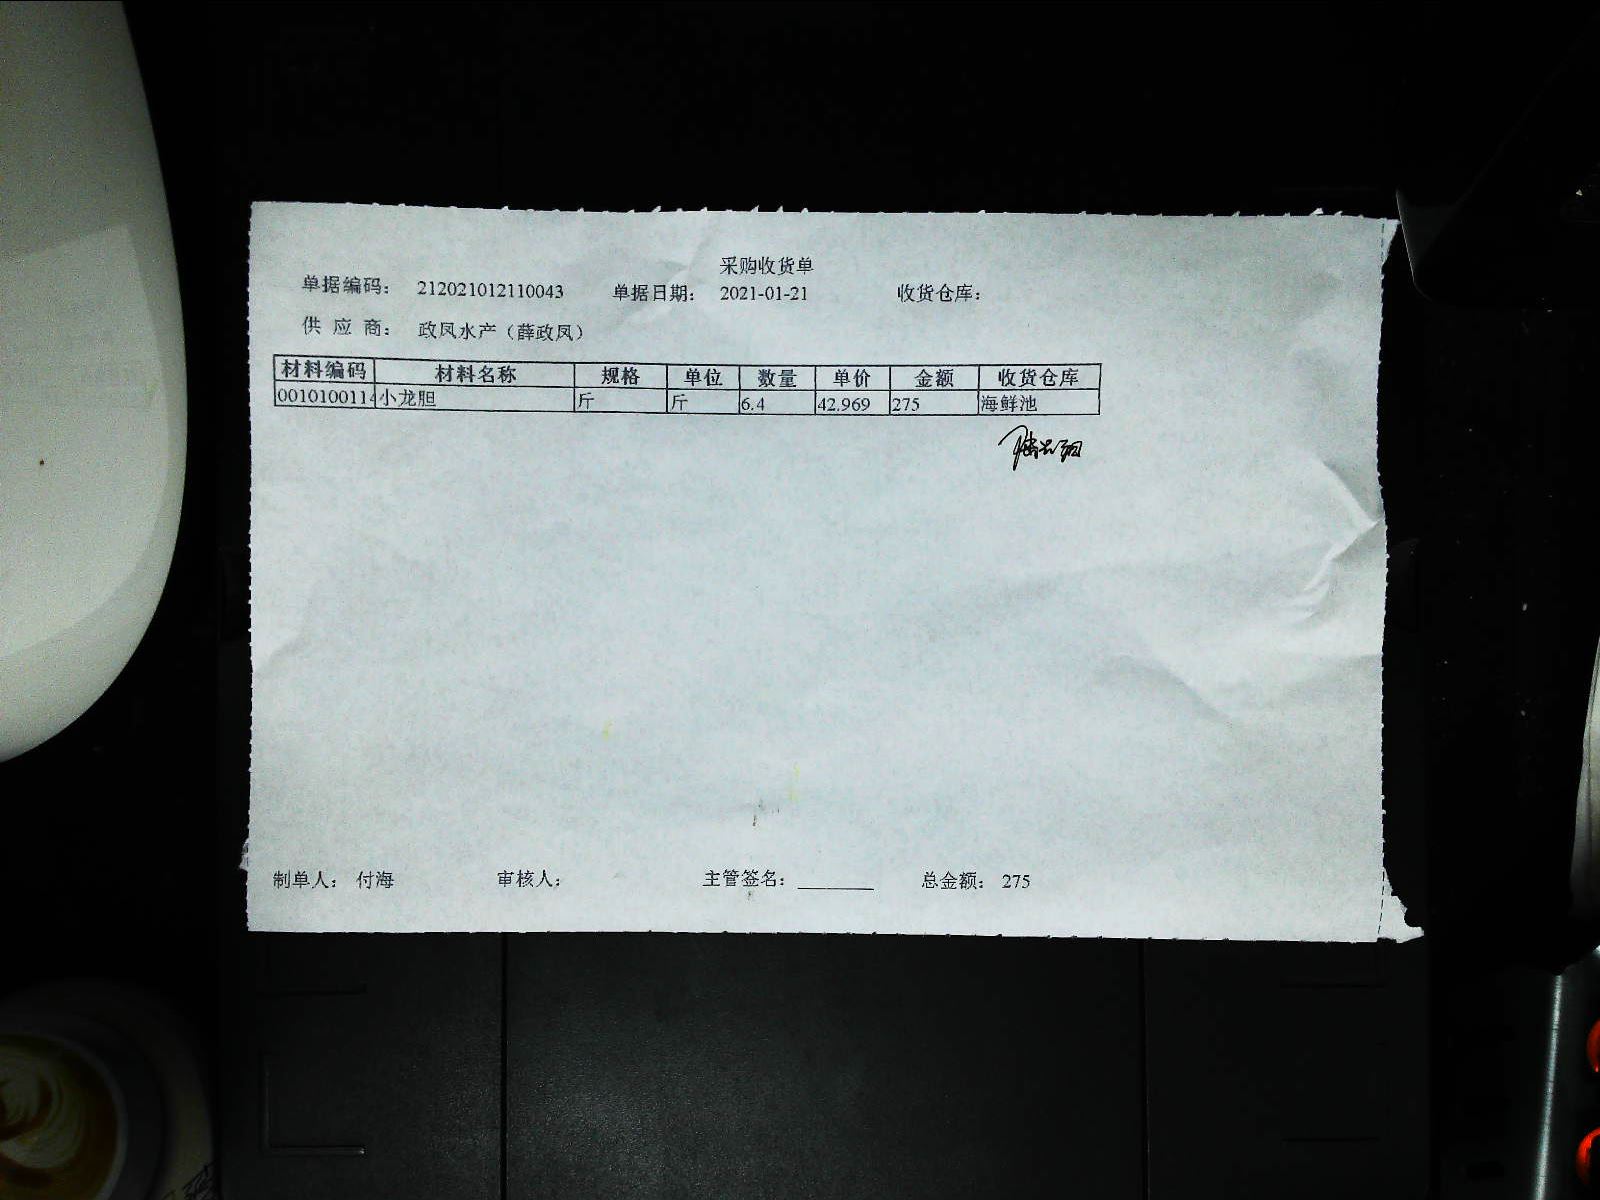 采购收货单
单据编码： 212021012110043 单据日期： 2021-01-21 收货仓库：
供 应 商： 政凤水产（薛政凤）
材料编码 材料名称 规格 单位 数量 单价 金额 收货仓库
0010100114 小龙胆 斤 斤 6.4 42.969 275 海鲜池
制单人： 付海 审核人： 主管签名： ________ 总金额： 275